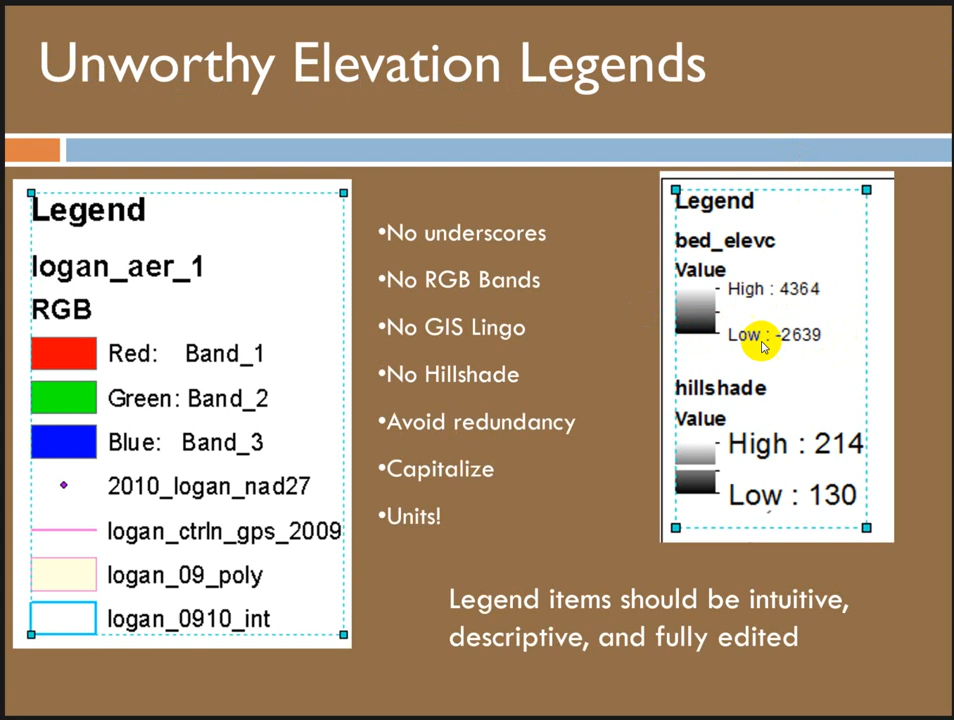 Unworthy Elevation Legends
Legend
logan_aer_1
RGB
Red: Band_1
Green: Band_2
Blue: Band_3
2010_logan_nad27
logan_ctrln_gps_2009
logan_09_poly
logan_0910_int
•No underscores
•No RGB Bands
•No GIS Lingo
•No Hillshade
•Avoid redundancy
•Capitalize
•Units!
Legend
bed_elevc
Value
High : 4364
Low : -2639
hillshade
Value
High : 214
Low : 130
Legend items should be intuitive,
descriptive, and fully edited